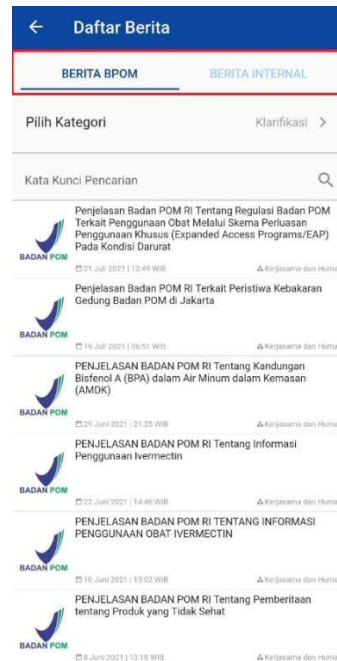 Daftar Berita
BERITA BPOM
BERITA INTERNAL
Pilih Kategori
Klarifikasi
Kata Kunci Pencarian
Penjelasan Badan POM RI Tentang Regulasi Badan POM
Terkait Penggunaan Obat Melalui Skema Perluasan
Penggunaan Khusus (Expanded Access Programs/EAP)
Pada Kondisi Darurat
BADAN POM
21 Juli 2021 | 12:49 WIB
Kerjasama dan Huma
Penjelasan Badan POM RI Terkait Peristiwa Kebakaran
Gedung Badan POM di Jakarta
BADAN POM
19 Juli 2021 | 06:51 WIB
Kerjasama dan Huma
PENJELASAN BADAN POM RI Tentang Kandungan
Bisfenol A (BPA) dalam Air Minum dalam Kemasan
(AMDK)
BADAN POM
29 Juni 2021 | 21:25 WIB
Kerjasama dan Huma
PENJELASAN BADAN POM RI Tentang Informasi
Penggunaan Ivermectin
BADAN POM
22 Juni 2021 | 14:46 WIB
Kerjasama dan Huma
PENJELASAN BADAN POM RI TENTANG INFORMASI
PENGGUNAAN OBAT IVERMECTIN
BADAN POM
10 Juni 2021 | 13:02 WIB
Kerjasama dan Huma
PENJELASAN BADAN POM RI Tentang Pemberitaan
tentang Produk yang Tidak Sehat
BADAN POM
8 Juni 2021 | 13:18 WIB
Kerjasama dan Huma